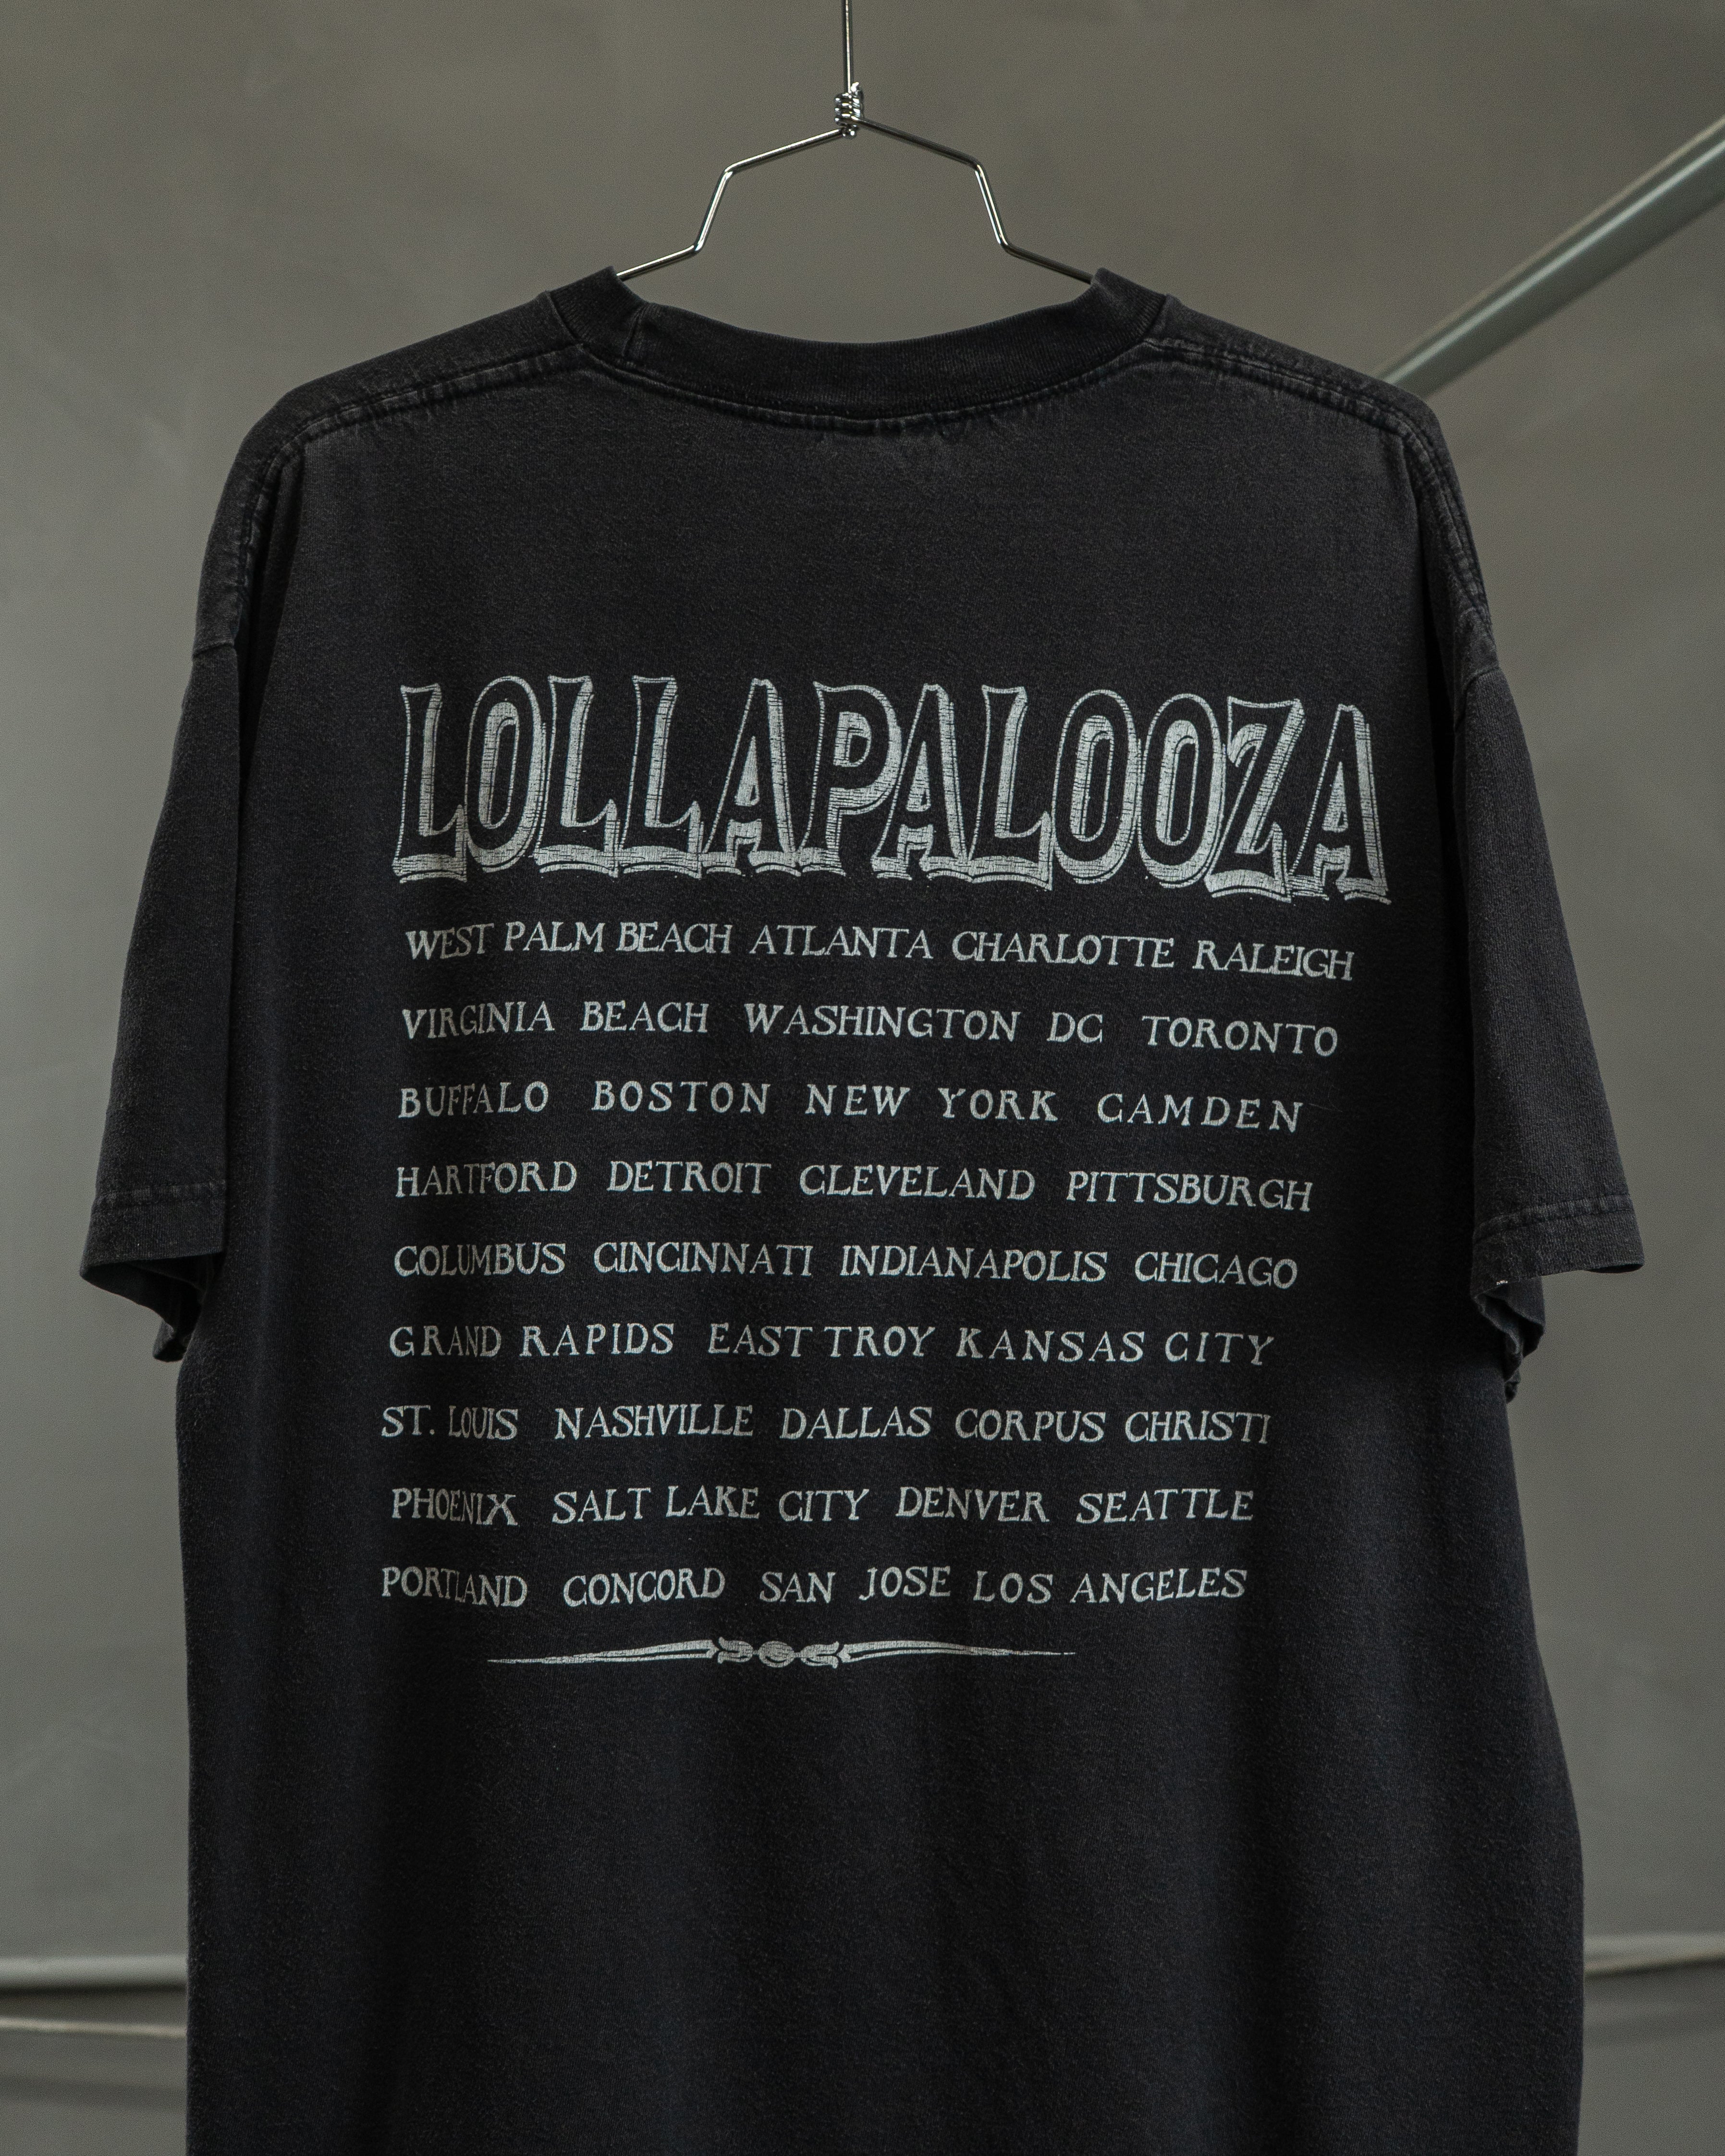 LOLLAPALOOZA
WEST PALM BEACH ATLANTA CHARLOTTE RALEIGH
VIRGINIA BEACH WASHINGTON DC TORONTO
BUFFALO BOSTON NEW YORK CAMDEN
HARTFORD DETROIT CLEVELAND PITTSBURGH
COLUMBUS CINCINNATI INDIANAPOLIS CHICAGO
GRAND RAPIDS EAST TROY KANSAS CITY
ST. LOUIS NASHVILLE DALLAS CORPUS CHRISTI
PHOENIX SALT LAKE CITY DENVER SEATTLE
PORTLAND CONCORD SAN JOSE LOS ANGELES